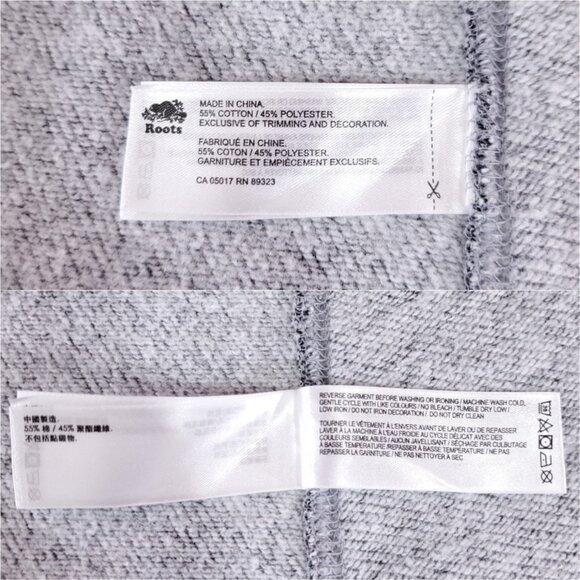 Roots
MADE IN CHINA.
55% COTTON / 45% POLYESTER.
EXCLUSIVE OF TRIMMING AND DECORATION.
FABRIQUÉ EN CHINE.
55% COTON / 45% POLYESTER.
GARNITURE ET EMPIÈCEMENT EXCLUSIFS.
CA 05017 RN 89323
中國製造
55% 棉 / 45% 聚酯纖維.
不包括點綴物.
REVERSE GARMENT BEFORE WASHING OR IRONING / MACHINE WASH COLD,
GENTLE CYCLE WITH LIKE COLOURS / NO BLEACH / TUMBLE DRY LOW /
LOW IRON / DO NOT IRON DECORATION / DO NOT DRY CLEAN
TOURNER LE VÊTEMENT À L'ENVERS AVANT DE LAVER OU DE REPASSER
LAVER À LA MACHINE À L'EAU FROIDE AU CYCLE DÉLICAT AVEC DES
COULEURS SEMBLABLES / AUCUN JAVELLISANT / SÉCHAGE PAR CULBUTAGE
À BASSE TEMPÉRATURE / REPASSER À BASSE TEMPÉRATURE / NE PAS
REPASSER LA GARNITURE / NE PAS NETTOYER À SEC